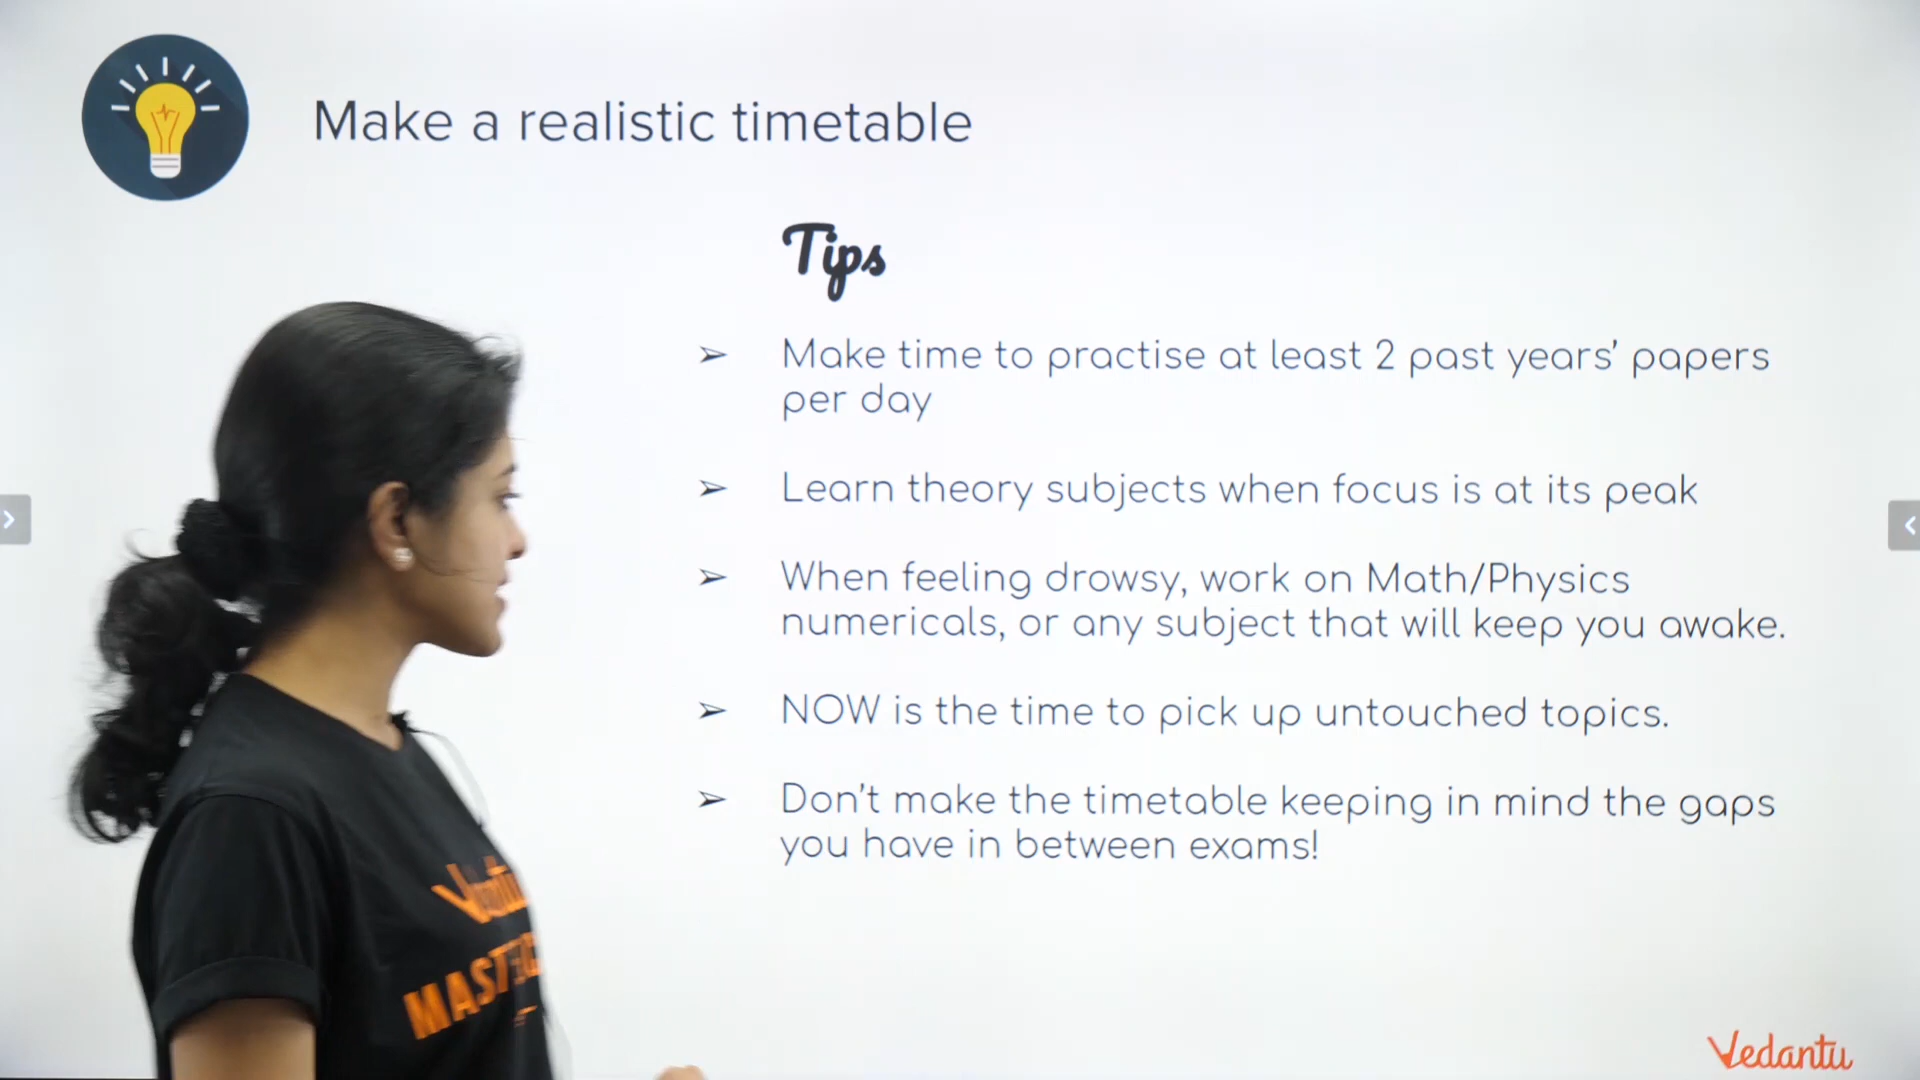 Make a realistic timetable
Tips
➢ Make time to practise at least 2 past years' papers
per day
➢ Learn theory subjects when focus is at its peak
➢ When feeling drowsy, work on Math/Physics
numericals, or any subject that will keep you awake.
➢ NOW is the time to pick up untouched topics.
➢ Don't make the timetable keeping in mind the gaps
you have in between exams!
Vedantu